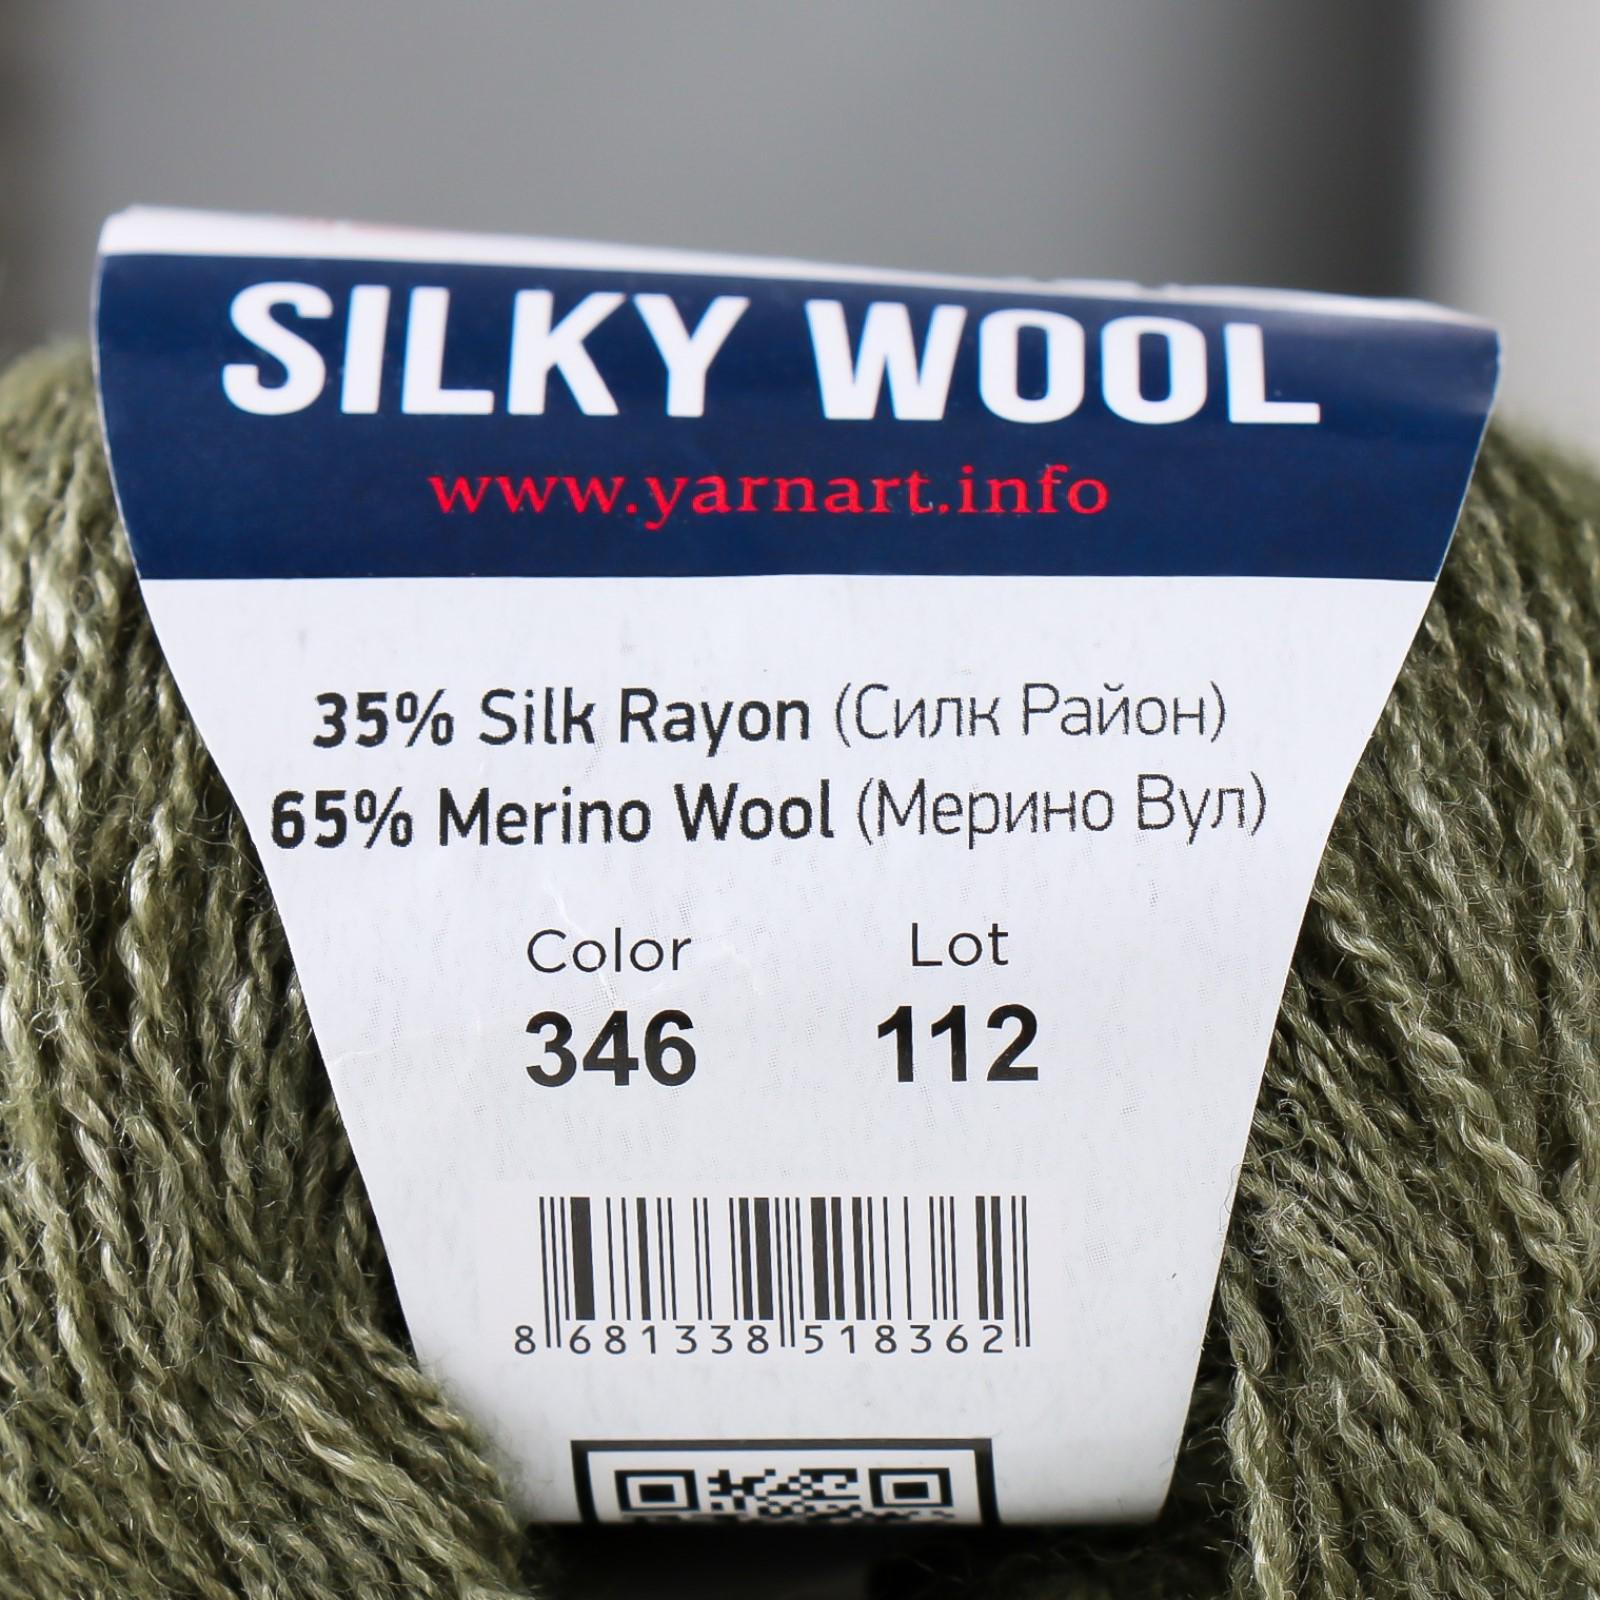 SILKY WOOL
www.yarnart.info
35% Silk Rayon (Силк Район)
65% Merino Wool (Мерино Вул)
Color Lot
346 112
8 681338 518362